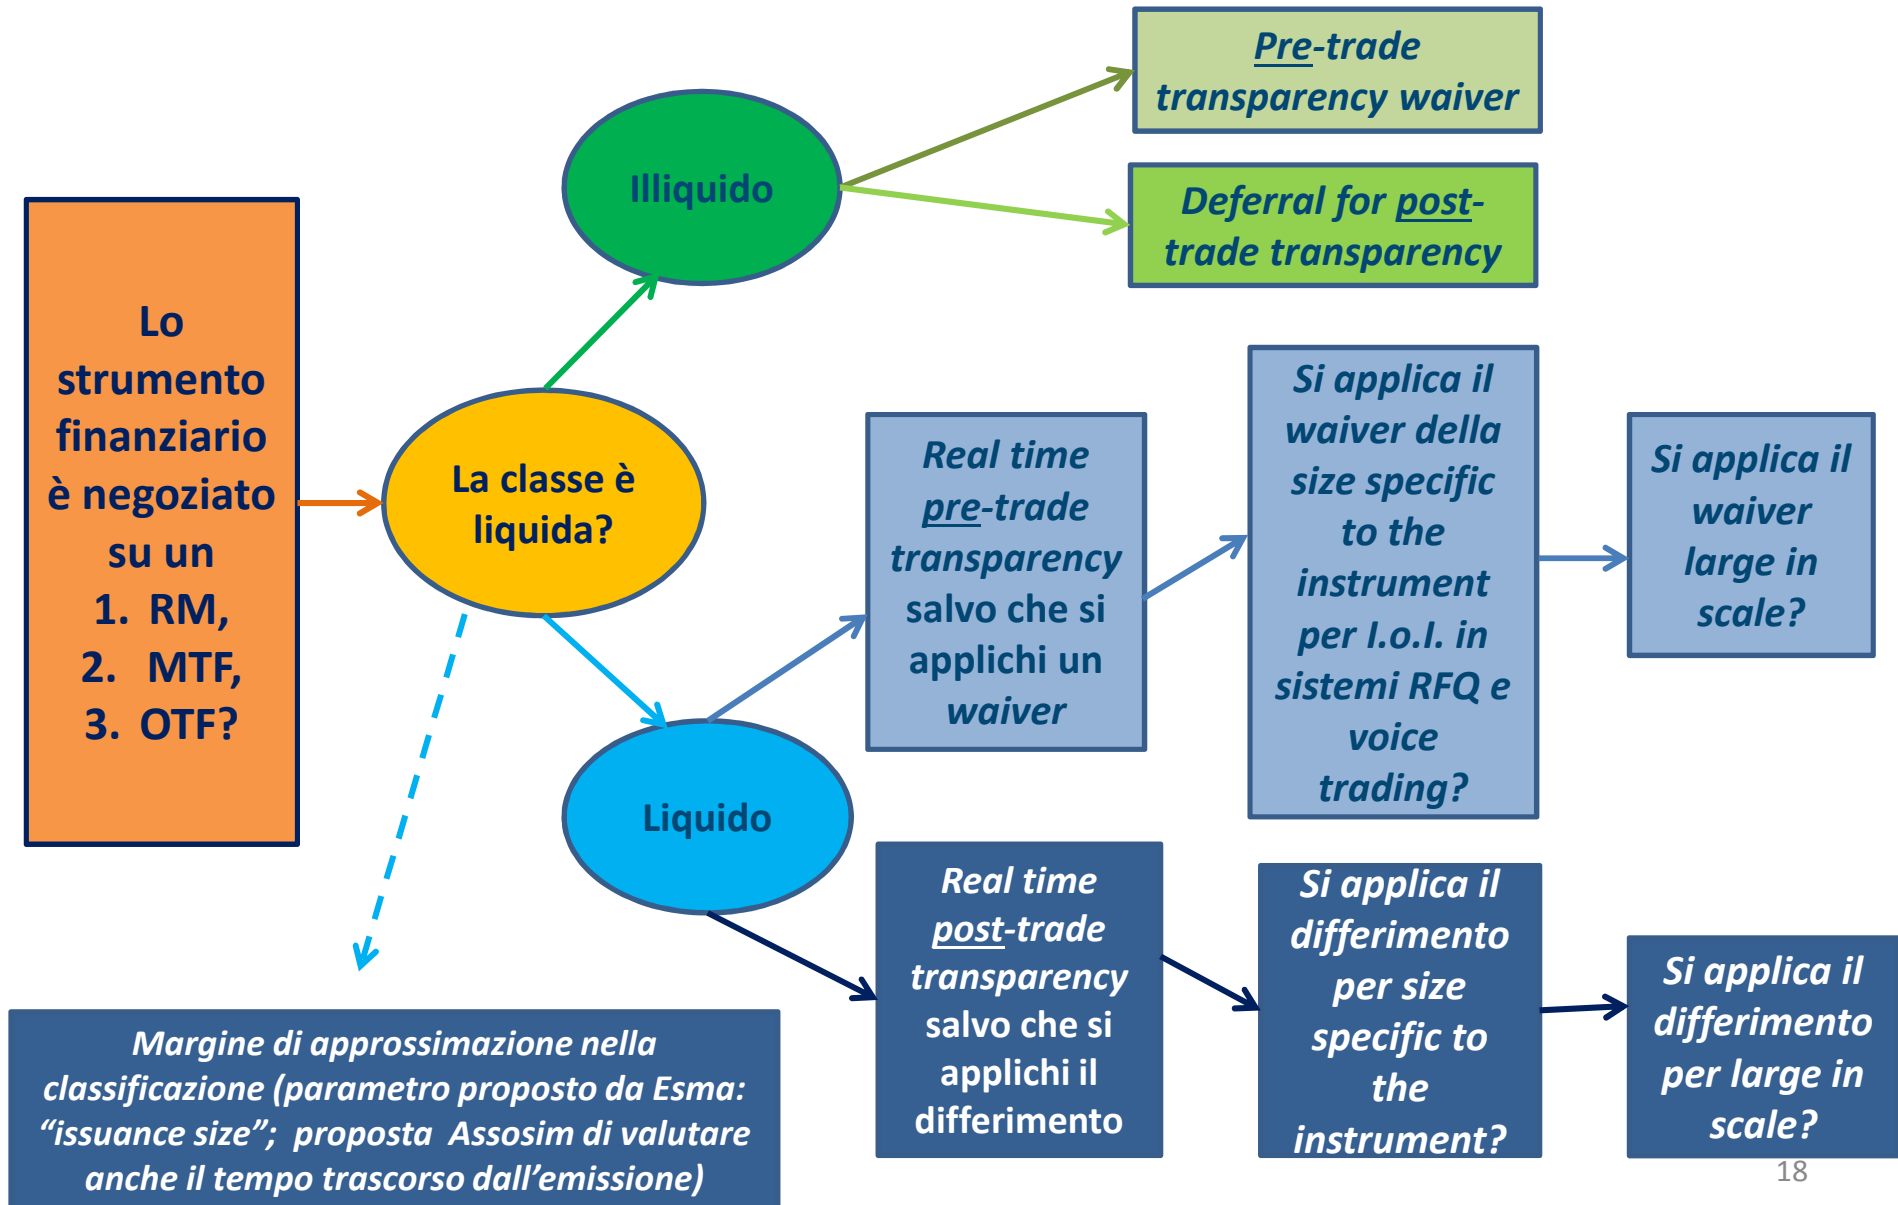 Lo
strumento
finanziario
è negoziato
su un
1. RM,
2. MTF,
3. OTF?
La classe è
liquida?
Illiquido
Pre-trade
transparency waiver
Deferral for post-
trade transparency
Liquido
Real time
pre-trade
transparency
salvo che si
applichi un
waiver
Si applica il
waiver della
size specific
to the
instrument
per I.o.I. in
sistemi RFQ e
voice
trading?
Si applica il
waiver
large in
scale?
Real time
post-trade
transparency
salvo che si
applichi il
differimento
Si applica il
differimento
per size
specific to
the
instrument?
Si applica il
differimento
per large in
scale?
Margine di approssimazione nella
classificazione (parametro proposto da Esma:
“issuance size”; proposta Assosim di valutare
anche il tempo trascorso dall’emissione)
18